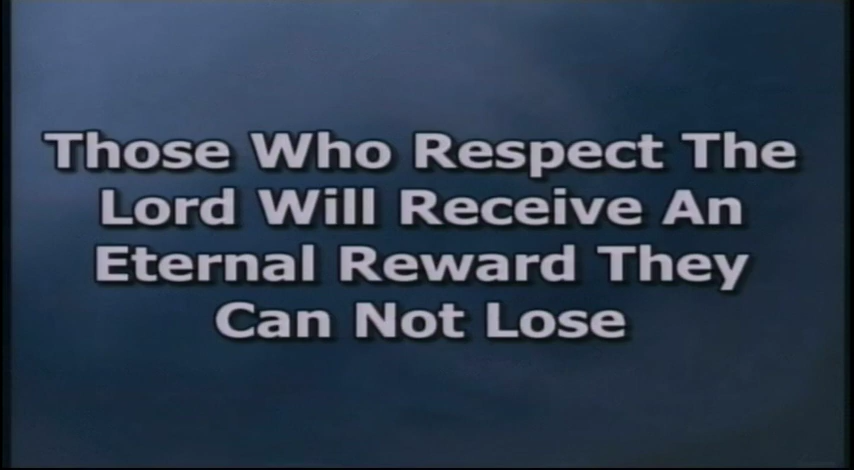 Those Who Respect The
Lord Will Receive An
Eternal Reward They
Can Not Lose